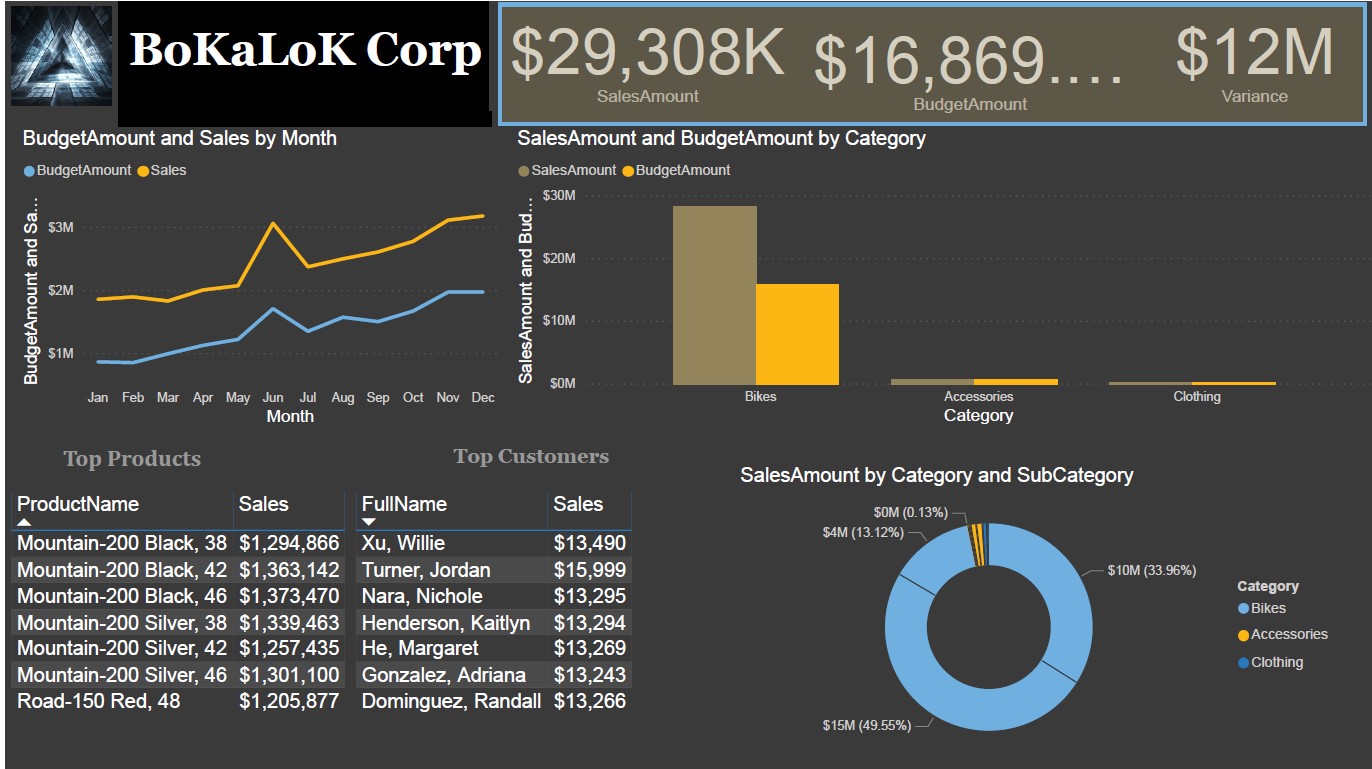 BoKaLoK Corp
$29,308K
SalesAmount
$16,869....
BudgetAmount
$12M
Variance
BudgetAmount and Sales by Month
BudgetAmount Sales
BudgetAmount and Sa...
$3M
$2M
$1M
Jan Feb Mar Apr May Jun Jul Aug Sep Oct Nov Dec
Month
SalesAmount and BudgetAmount by Category
SalesAmount BudgetAmount
SalesAmount and Bud...
$30M
$20M
$10M
$0M
Bikes Accessories Clothing
Category
Top Products
ProductName Sales
Mountain-200 Black, 38 $1,294,866
Mountain-200 Black, 42 $1,363,142
Mountain-200 Black, 46 $1,373,470
Mountain-200 Silver, 38 $1,339,463
Mountain-200 Silver, 42 $1,257,435
Mountain-200 Silver, 46 $1,301,100
Road-150 Red, 48 $1,205,877
Top Customers
FullName Sales
Xu, Willie $13,490
Turner, Jordan $15,999
Nara, Nichole $13,295
Henderson, Kaitlyn $13,294
He, Margaret $13,269
Gonzalez, Adriana $13,243
Dominguez, Randall $13,266
SalesAmount by Category and SubCategory
$0M (0.13%)
$4M (13.12%)
$10M (33.96%)
$15M (49.55%)
Category
Bikes
Accessories
Clothing